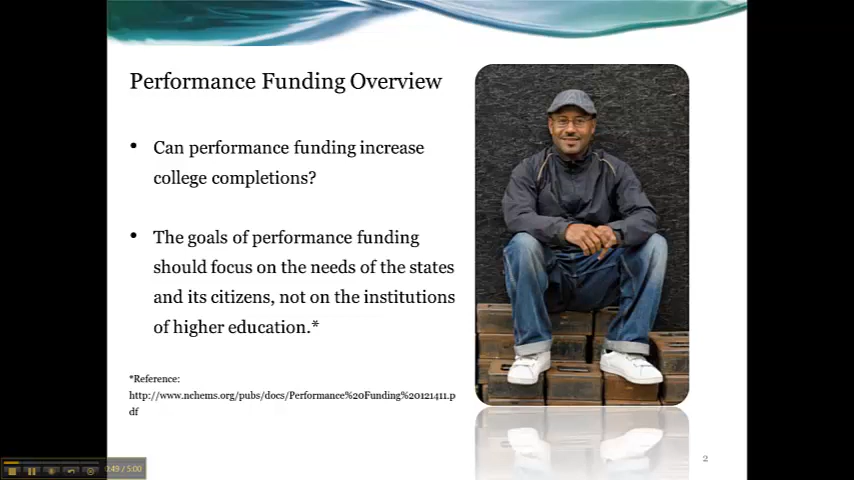 Performance Funding Overview
• Can performance funding increase
college completions?
• The goals of performance funding
should focus on the needs of the states
and its citizens, not on the institutions
of higher education.*
*Reference:
http://www.nchems.org/pubs/docs/Performance%20Funding%20121411.p
df
2
0:49 / 5:00